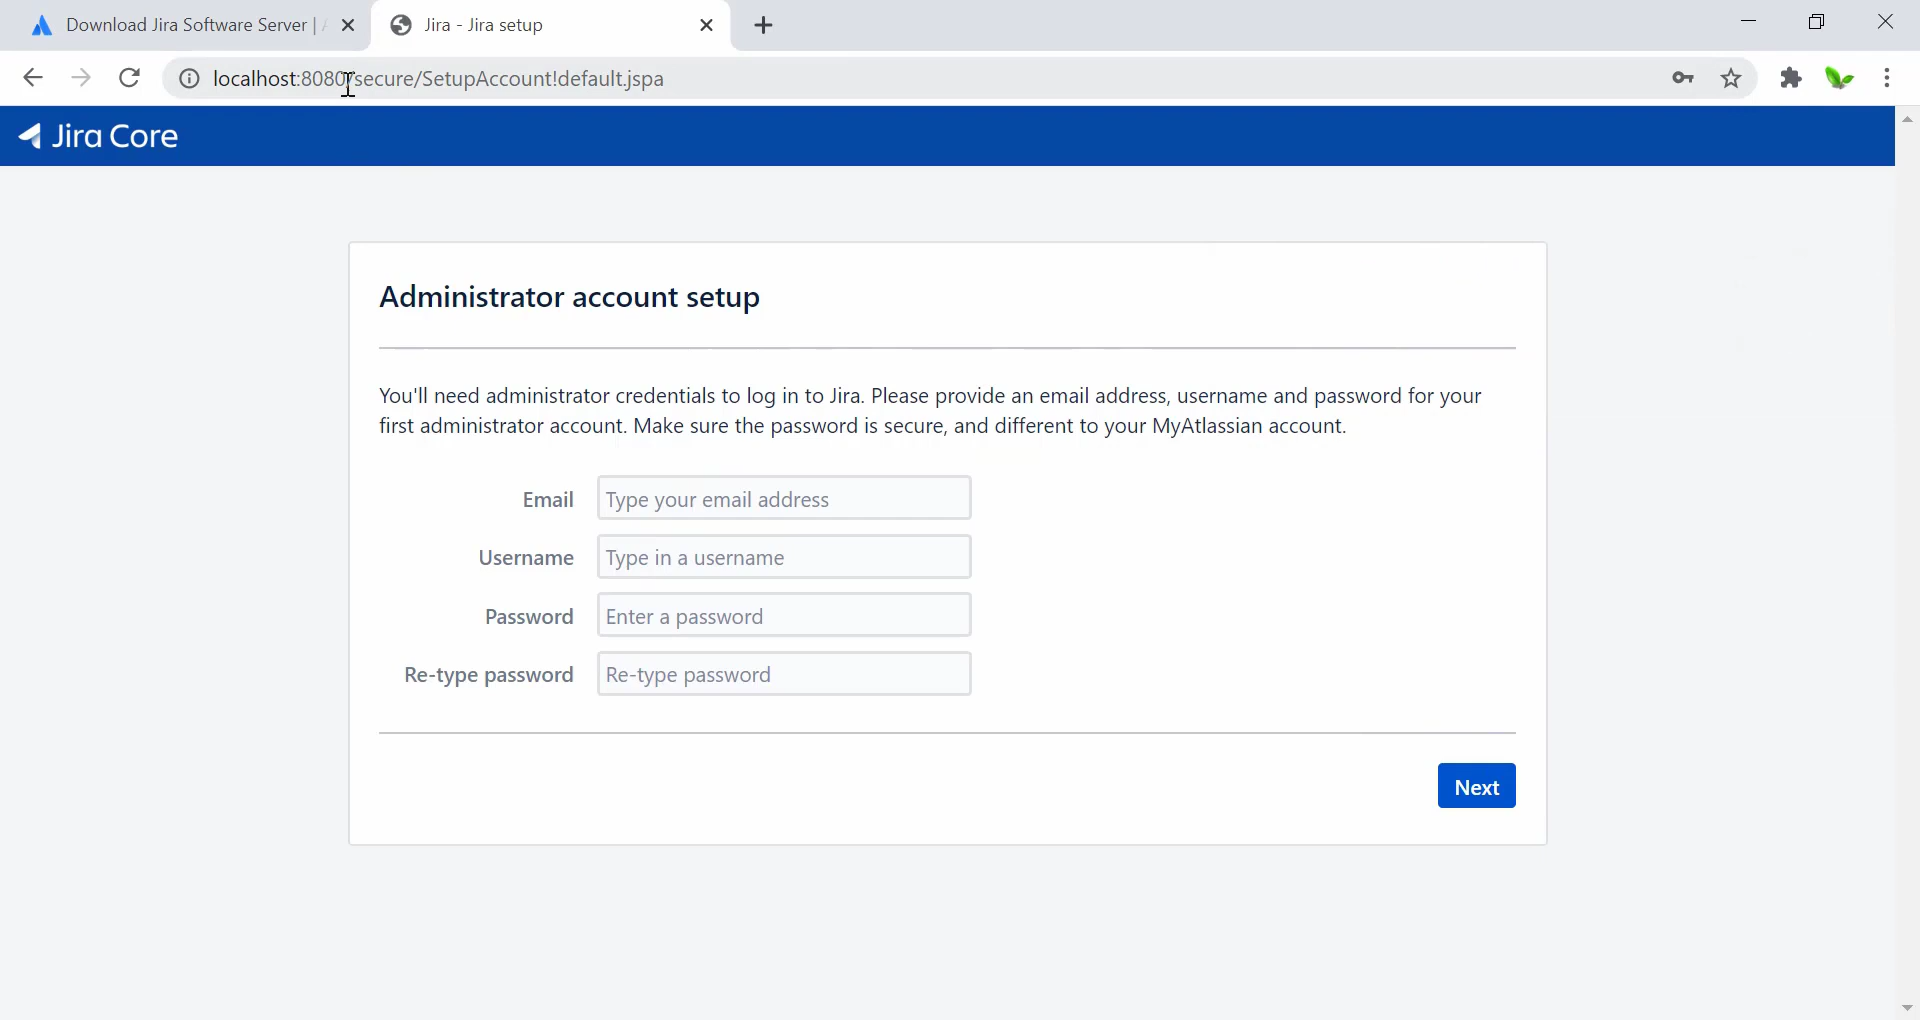 Download Jira Software Server |
Jira - Jira setup
localhost:8080/secure/SetupAccount!default.jspa
Jira Core
Administrator account setup
You'll need administrator credentials to log in to Jira. Please provide an email address, username and password for your
first administrator account. Make sure the password is secure, and different to your MyAtlassian account.
Email Type your email address
Username Type in a username
Password Enter a password
Re-type password Re-type password
Next